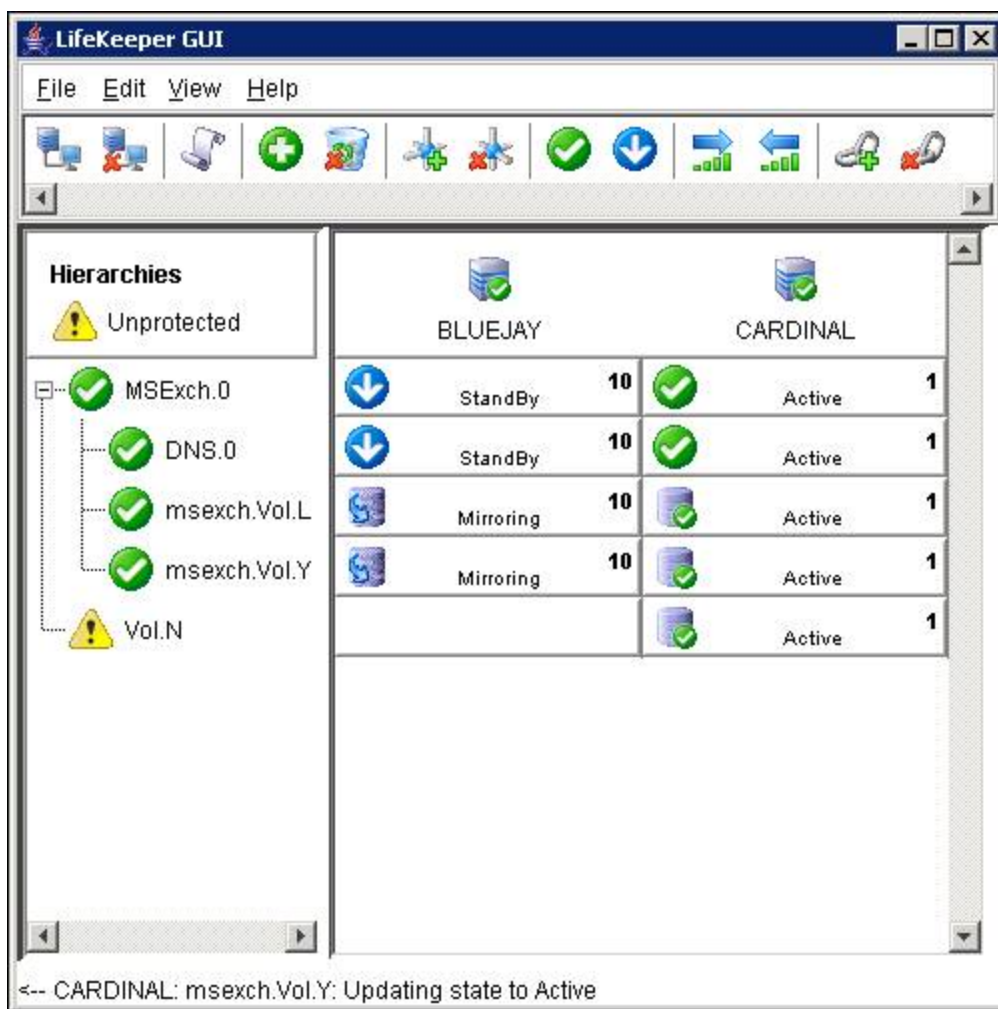 LifeKeeper GUI
File Edit View Help
Hierarchies
Unprotected
BLUEJAY CARDINAL
MSExch.0 StandBy 10 Active 1
DNS.0 StandBy 10 Active 1
msexch.Vol.L Mirroring 10 Active 1
msexch.Vol.Y Mirroring 10 Active 1
Vol.N Active 1
<-- CARDINAL: msexch.Vol.Y: Updating state to Active